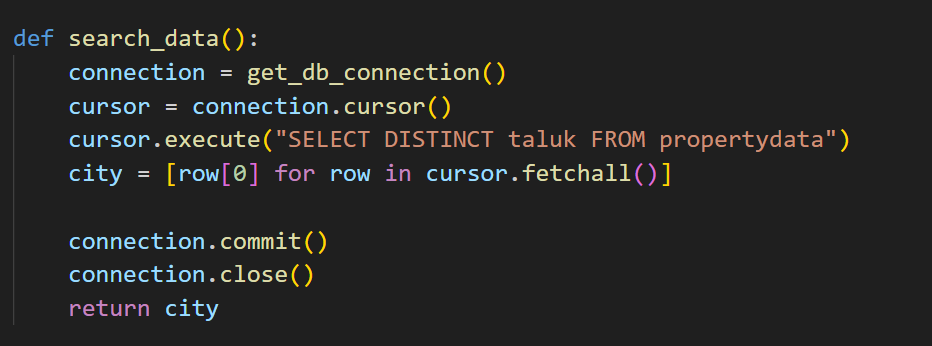 def search_data():
    connection = get_db_connection()
    cursor = connection.cursor()
    cursor.execute("SELECT DISTINCT taluk FROM propertydata")
    city = [row[0] for row in cursor.fetchall()]

    connection.commit()
    connection.close()
    return city